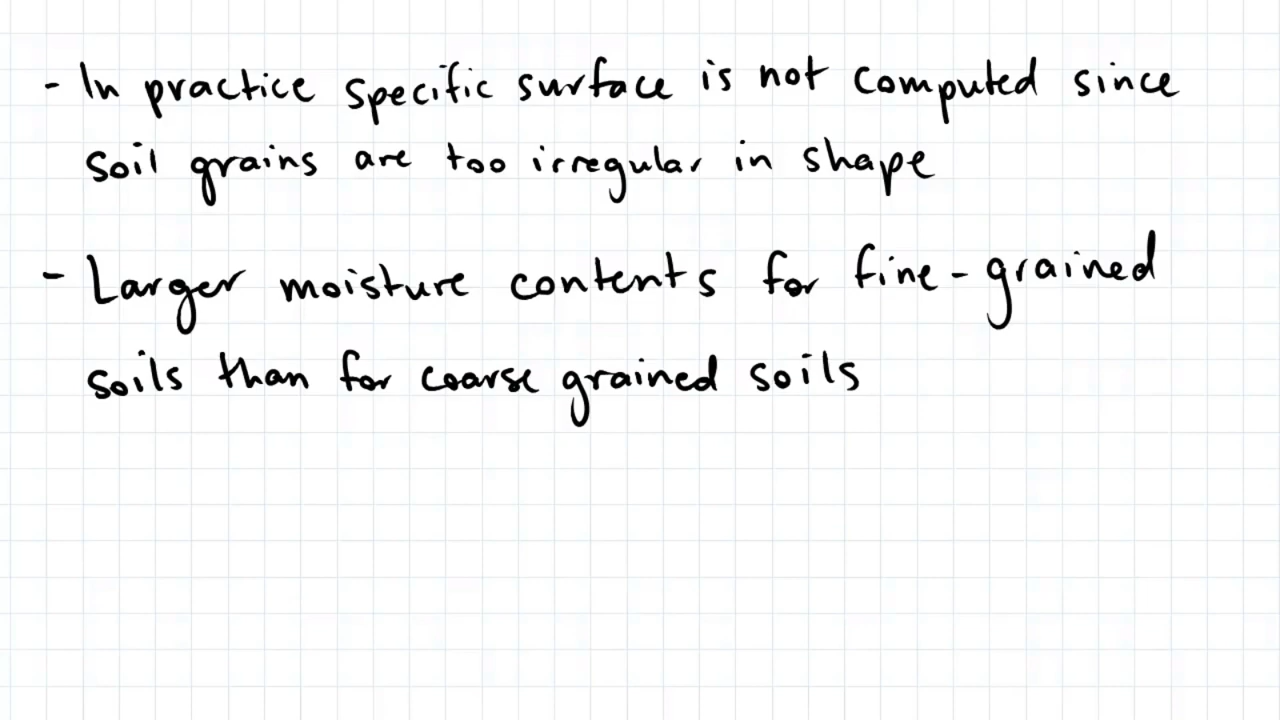 - In practice specific surface is not computed since
soil grains are too irregular in shape
- Larger moisture contents for fine-grained
soils than for coarse grained soils